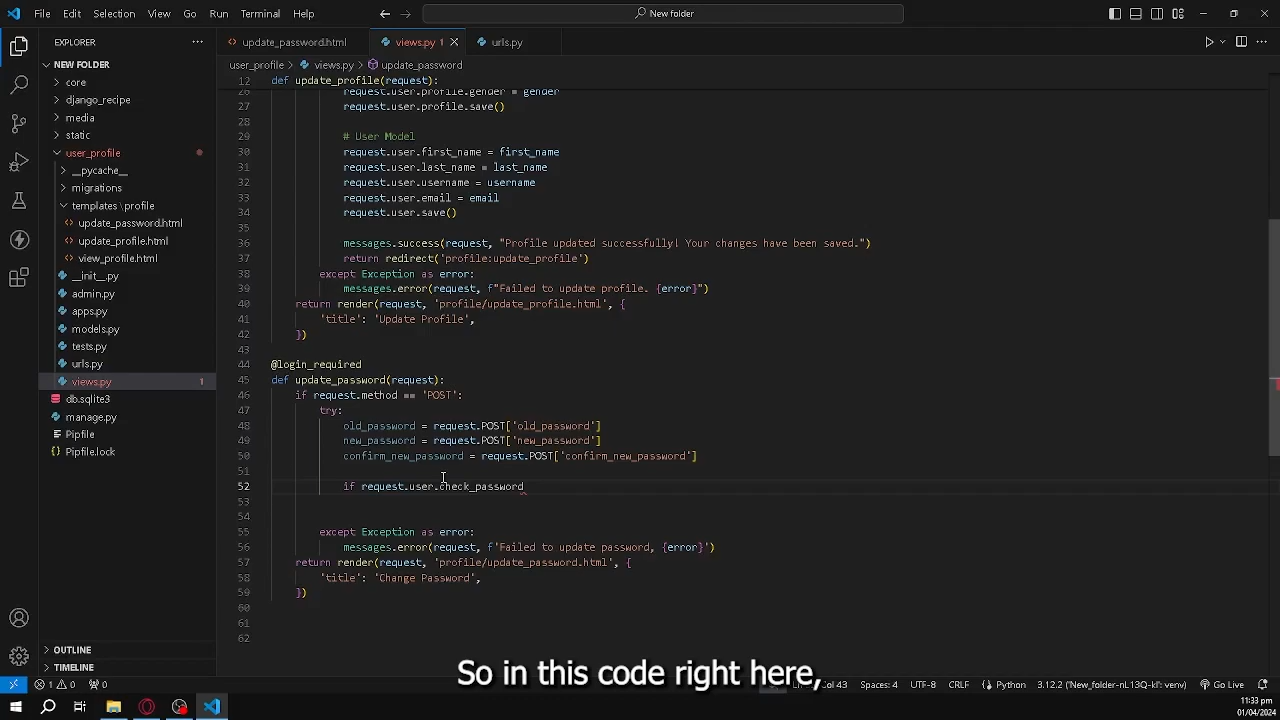 File Edit Selection View Go Run Terminal Help
New folder
EXPLORER
NEW FOLDER
core
django_recipe
media
static
user_profile
__pycache__
migrations
templates \profile
update_password.html
update_profile.html
view_profile.html
__init__.py
admin.py
apps.py
models.py
tests.py
urls.py
views.py 1
db.sqlite3
manage.py
Pipfile
Pipfile.lock
OUTLINE
TIMELINE
update_password.html views.py 1 urls.py
user_profile > views.py > update_password
12 def update_profile(request):
26 request.user.profile.gender = gender
27 request.user.profile.save()
28
29 # User Model
30 request.user.first_name = first_name
31 request.user.last_name = last_name
32 request.user.username = username
33 request.user.email = email
34 request.user.save()
35
36 messages.success(request, "Profile updated successfully! Your changes have been saved.")
37 return redirect('profile:update_profile')
38 except Exception as error:
39 messages.error(request, f"Failed to update profile. {error}")
40 return render(request, 'profile/update_profile.html', {
41 'title': 'Update Profile',
42 })
43
44 @login_required
45 def update_password(request):
46 if request.method == 'POST':
47 try:
48 old_password = request.POST['old_password']
49 new_password = request.POST['new_password']
50 confirm_new_password = request.POST['confirm_new_password']
51
52 if request.user.check_password
53
54
55 except Exception as error:
56 messages.error(request, f'Failed to update password, {error}')
57 return render(request, 'profile/update_password.html', {
58 'title': 'Change Password',
59 })
60
61
62
So in this code right here,
1 0 0 Col 43 Spaces: 4 UTF-8 CRLF Python 3.12.2 ('New_folder-nL13Q-kl': venv) Go Live
11:33 pm
01/04/2024